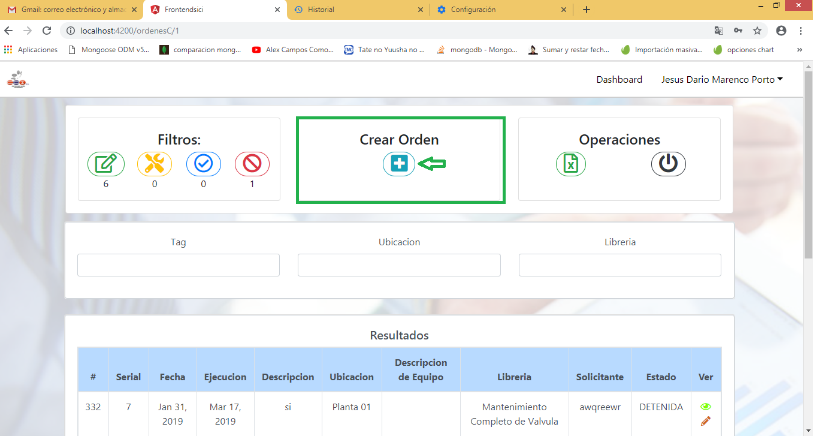 Gmail: correo electrónico y alma
Frontendsici
Historial
Configuración
localhost:4200/ordenesC/1
Aplicaciones
Mongoose ODM v5...
comparacion mong...
Alex Campos Como...
Tate no Yuusha no ...
mongodb - Mongo...
Sumar y restar fech...
Importación masiva...
opciones chart
»
Dashboard
Jesus Dario Marenco Porto
Filtros:
6 0 0 1
Crear Orden
Operaciones
Tag
Ubicacion
Libreria
Resultados
# Serial Fecha Ejecucion Descripcion Ubicacion Descripcion de Equipo Libreria Solicitante Estado Ver
332 7 Jan 31, 2019 Mar 17, 2019 si Planta 01 Mantenimiento Completo de Valvula awqreewr DETENIDA